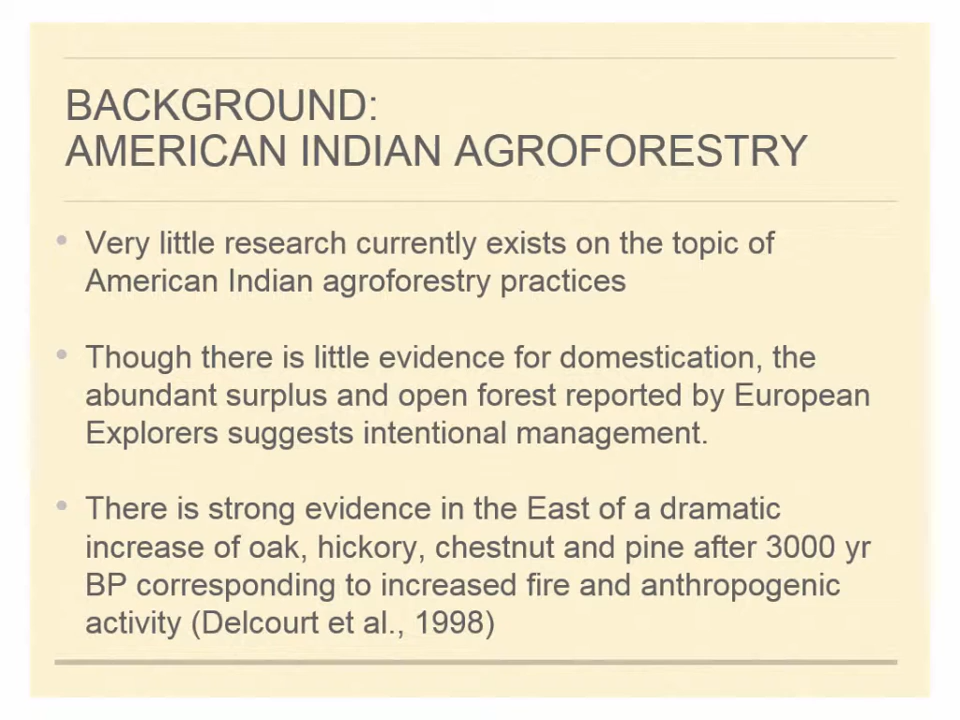 BACKGROUND:
AMERICAN INDIAN AGROFORESTRY
• Very little research currently exists on the topic of
American Indian agroforestry practices
• Though there is little evidence for domestication, the
abundant surplus and open forest reported by European
Explorers suggests intentional management.
• There is strong evidence in the East of a dramatic
increase of oak, hickory, chestnut and pine after 3000 yr
BP corresponding to increased fire and anthropogenic
activity (Delcourt et al., 1998)